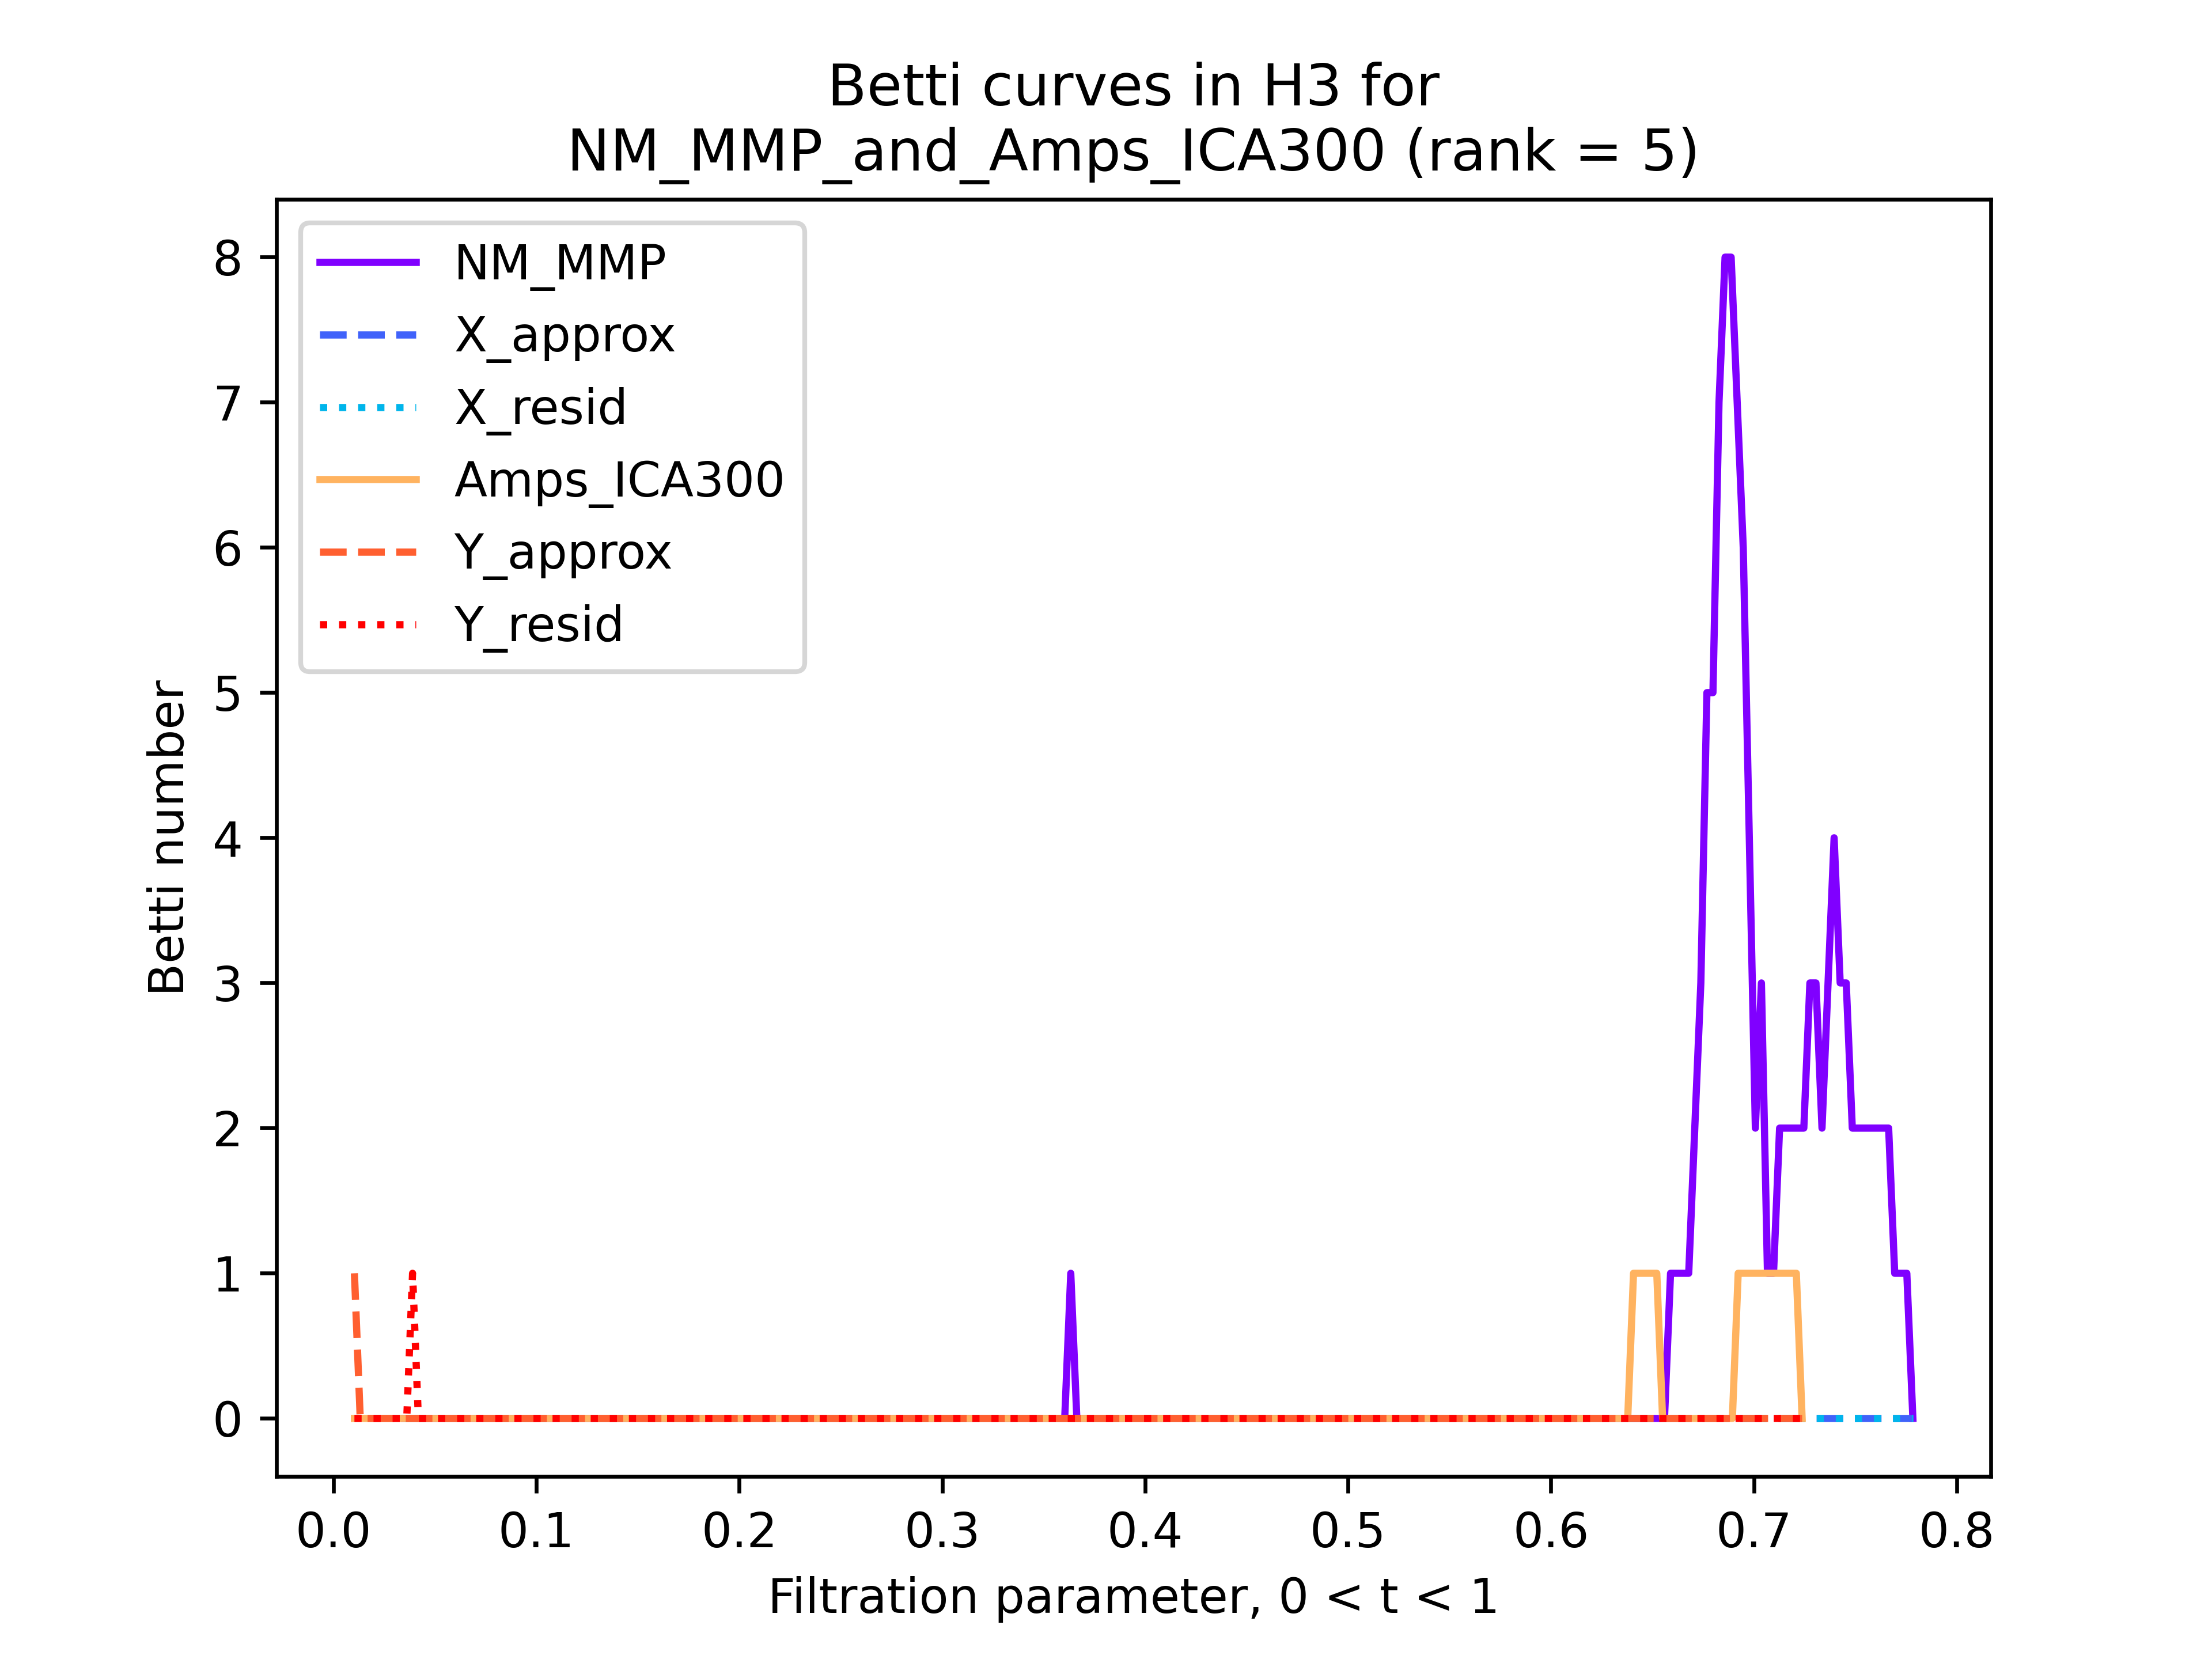 Betti curves in H3 for
NM_MMP_and_Amps_ICA300 (rank = 5)
NM_MMP
X_approx
X_resid
Amps_ICA300
Y_approx
Y_resid
Betti number
8
7
6
5
4
3
2
1
0
0.0 0.1 0.2 0.3 0.4 0.5 0.6 0.7 0.8
Filtration parameter, 0 < t < 1